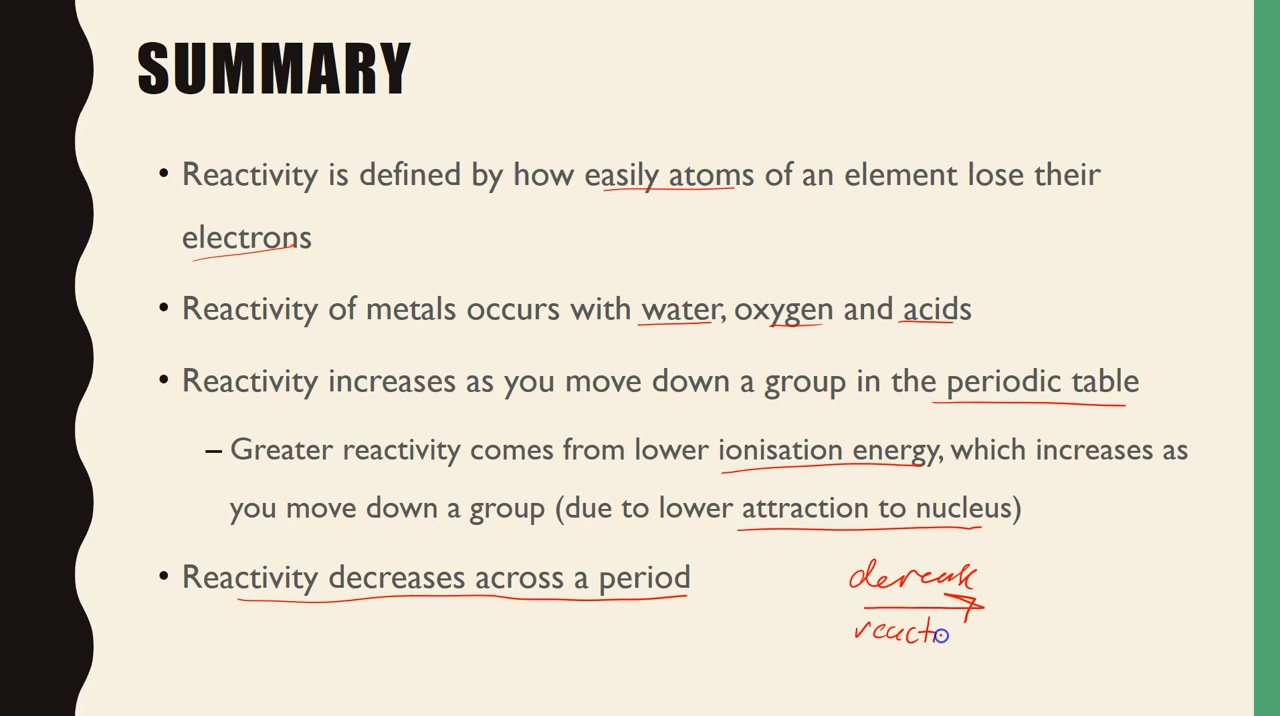 SUMMARY
• Reactivity is defined by how easily atoms of an element lose their
electrons
• Reactivity of metals occurs with water, oxygen and acids
• Reactivity increases as you move down a group in the periodic table
– Greater reactivity comes from lower ionisation energy, which increases as
you move down a group (due to lower attraction to nucleus)
• Reactivity decreases across a period